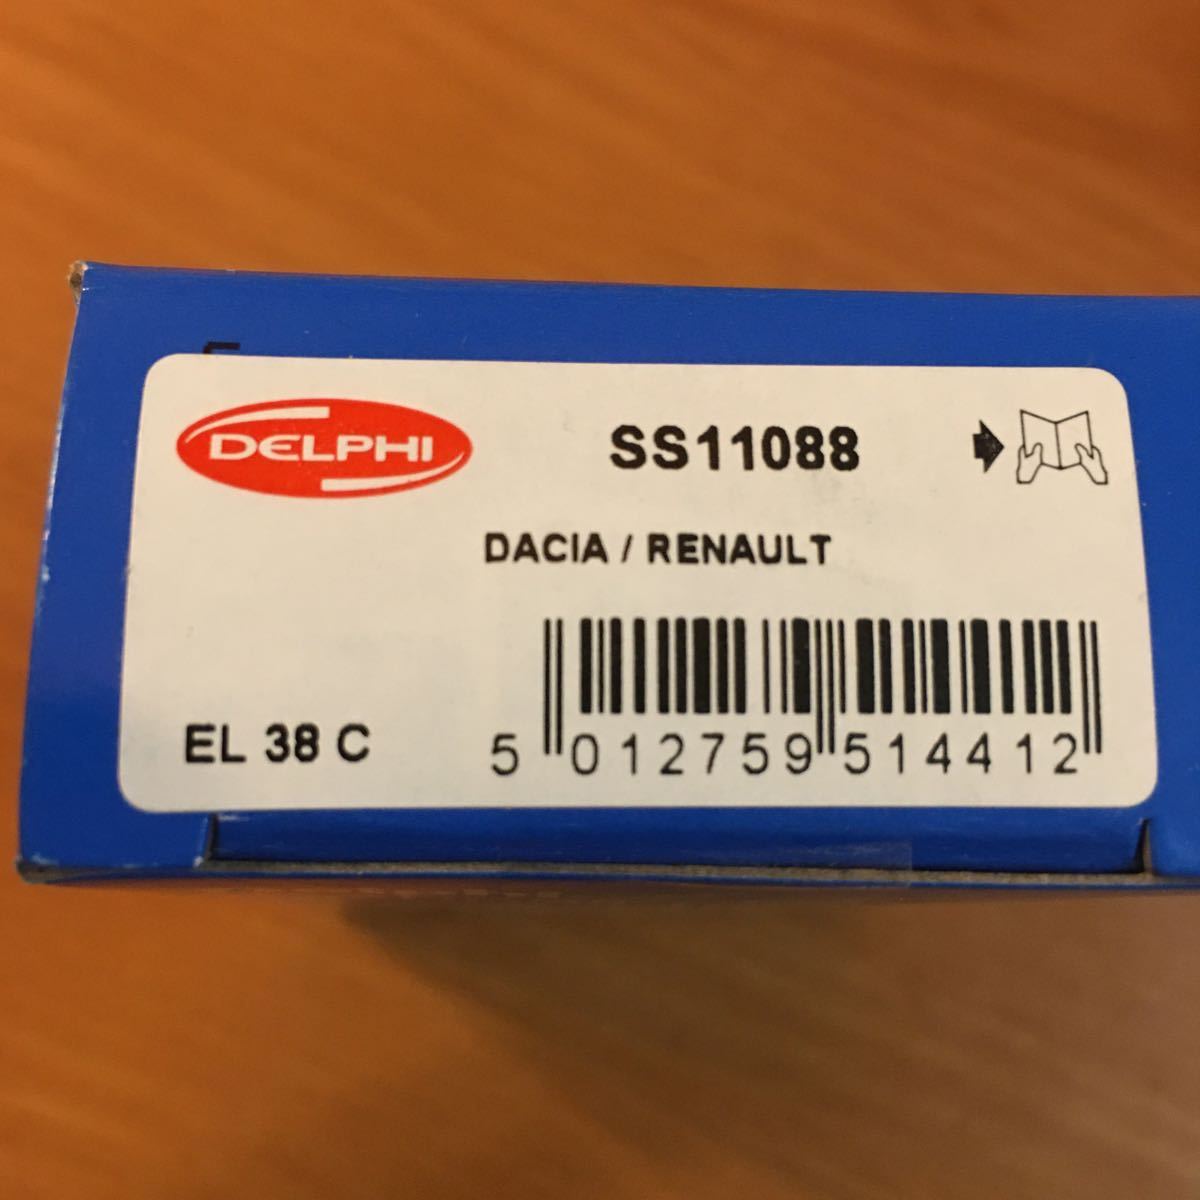 DELPHI SS11088
DACIA / RENAULT
EL 38 C
5 012759 514412